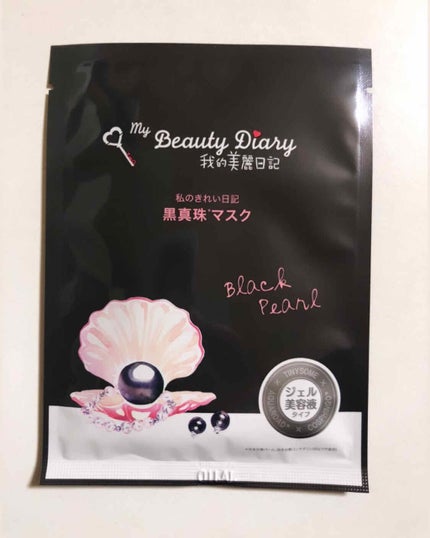 My
Beauty Diary
我的美麗日記
私のきれい日記
黒真珠*マスク
Black
Pearl
TINYSOME
ジェル
美容液
タイプ